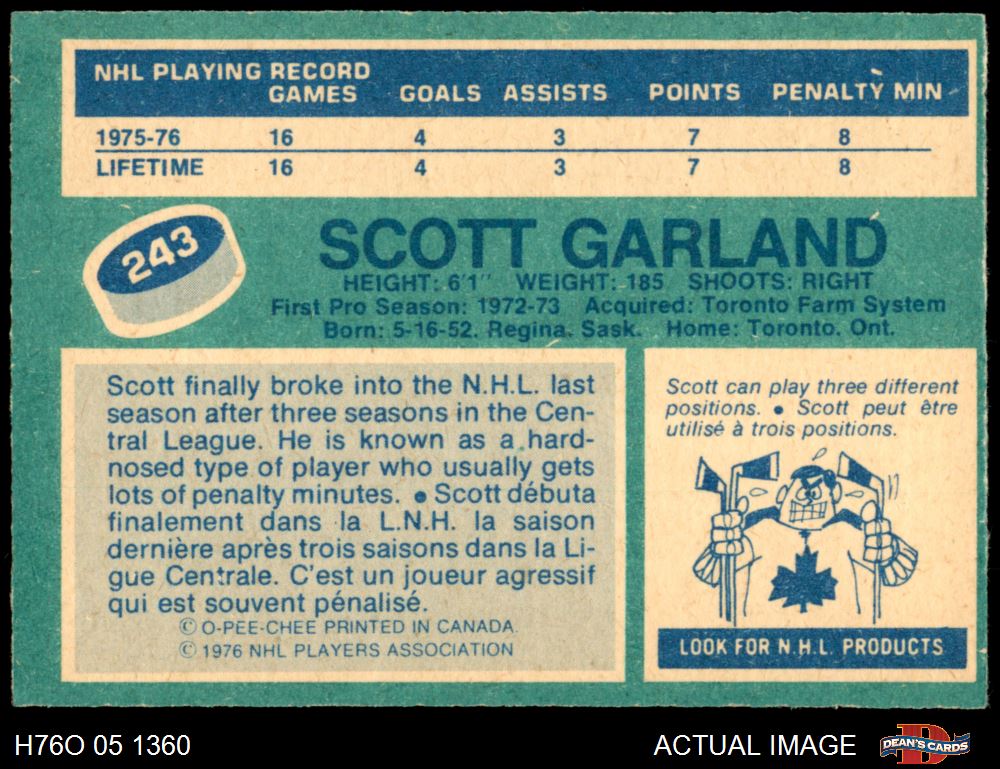 NHL PLAYING RECORD
GAMES GOALS ASSISTS POINTS PENALTY MIN
1975-76 16 4 3 7 8
LIFETIME 16 4 3 7 8
243
SCOTT GARLAND
HEIGHT: 6'1" WEIGHT: 185 SHOOTS: RIGHT
First Pro Season: 1972-73 Acquired: Toronto Farm System
Born: 5-16-52. Regina. Sask. Home: Toronto. Ont.
Scott finally broke into the N.H.L. last
season after three seasons in the Cen-
tral League. He is known as a hard-
nosed type of player who usually gets
lots of penalty minutes. ● Scott débuta
finalement dans la L.N.H. la saison
dernière après trois saisons dans la Li-
gue Centrale. C'est un joueur agressif
qui est souvent pénalisé.
© O-PEE-CHEE PRINTED IN CANADA.
© 1976 NHL PLAYERS ASSOCIATION
Scott can play three different
positions. ● Scott peut être
utilisé à trois positions.
LOOK FOR N.H.L. PRODUCTS
H76O 05 1360
ACTUAL IMAGE
DEAN'S CARDS